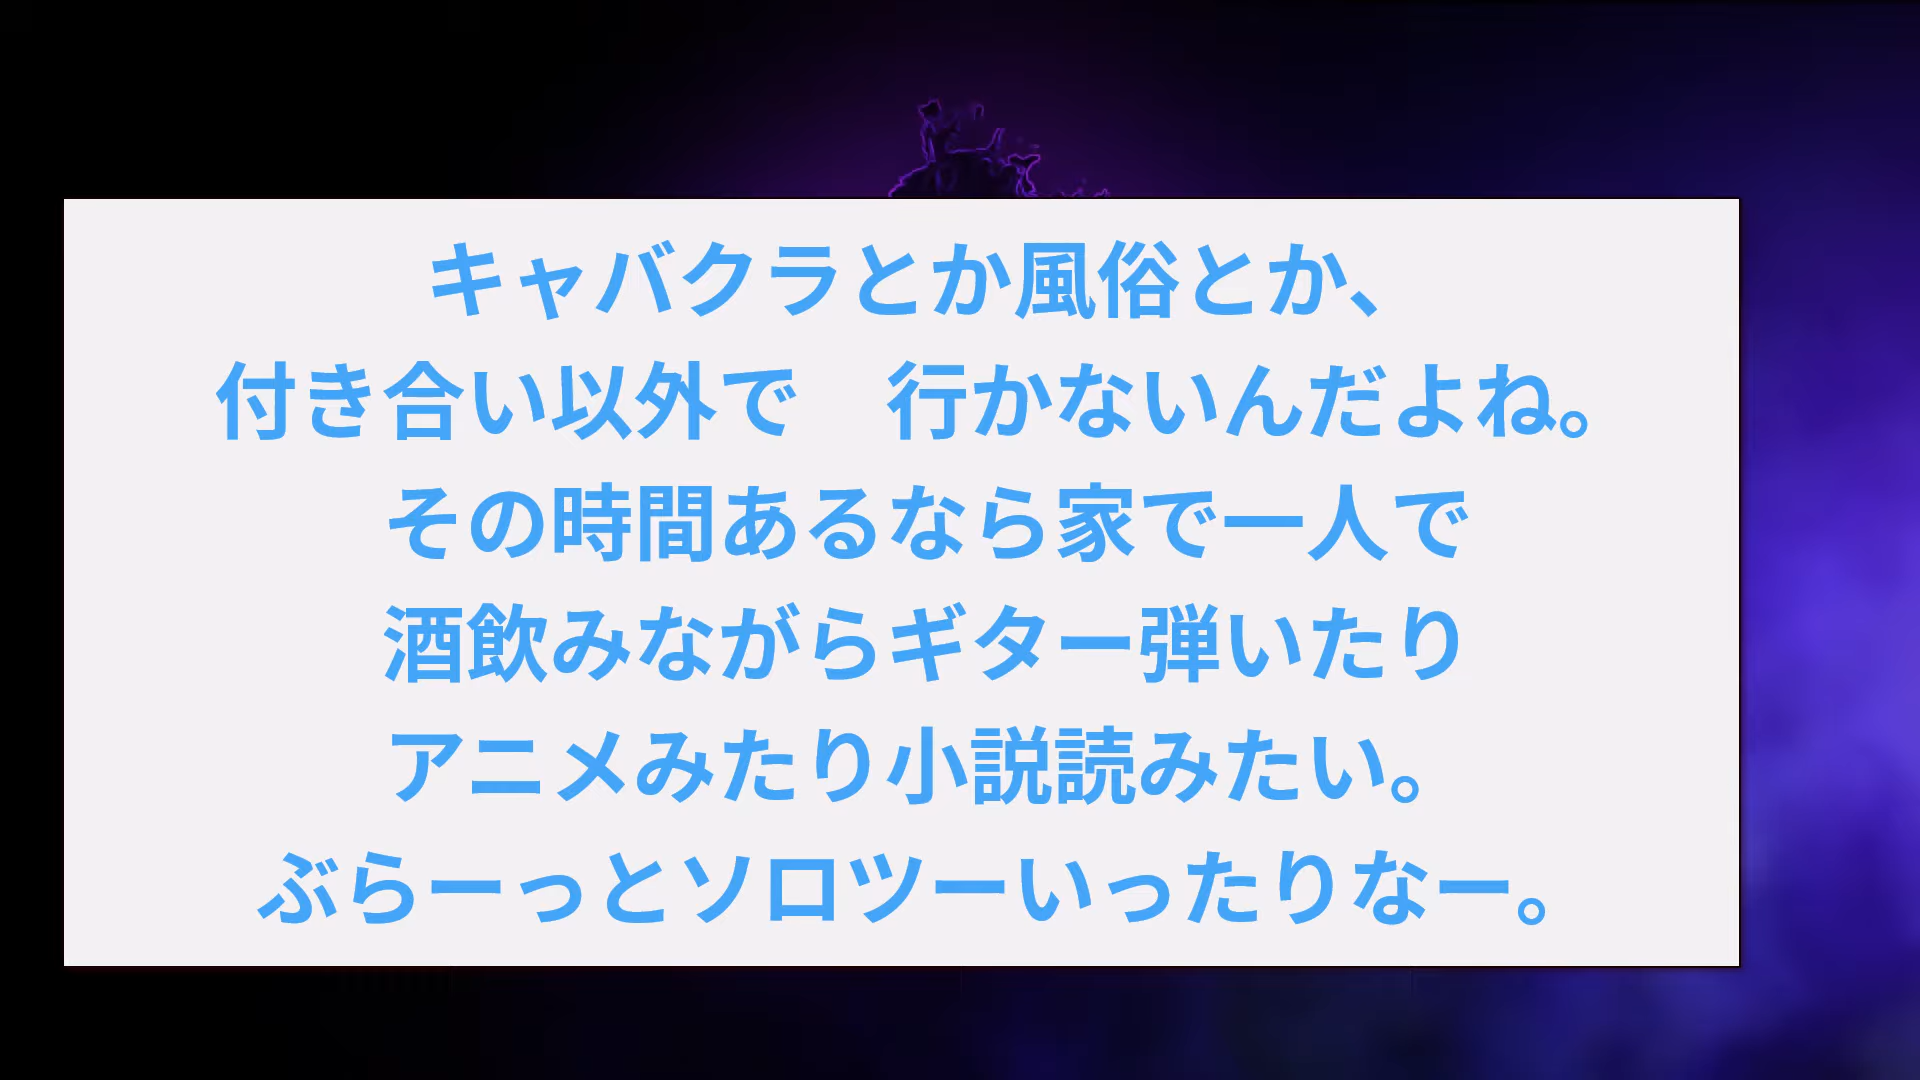 キャバクラとか風俗とか、
付き合い以外で　行かないんだよね。
その時間あるなら家で一人で
酒飲みながらギター弾いたり
アニメみたり小説読みたい。
ぶらーっとソロツーいったりなー。